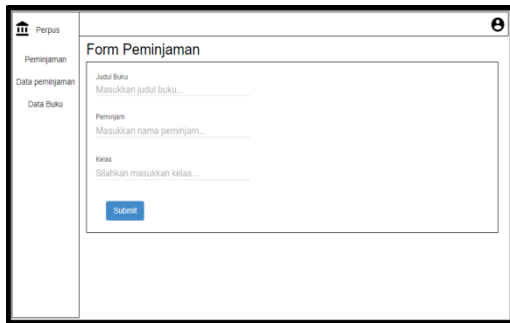 Perpus
Peminjaman
Data peminjaman
Data Buku
Form Peminjaman
Judul Buku
Masukkan judul buku...
Peminjam
Masukkan nama peminjam...
Kelas
Silahkan masukkan kelas...
Submit